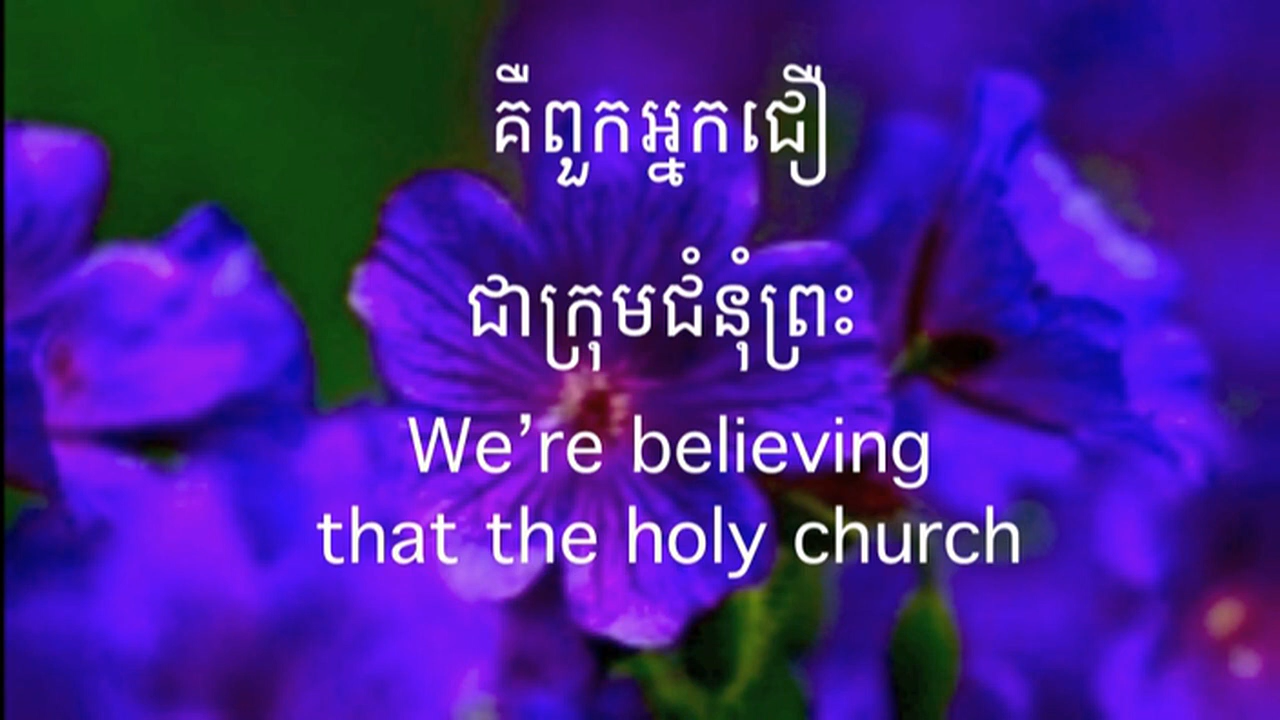 គឺពួកអ្នកជឿ
ជាក្រុមជំនុំព្រះ
We're believing
that the holy church